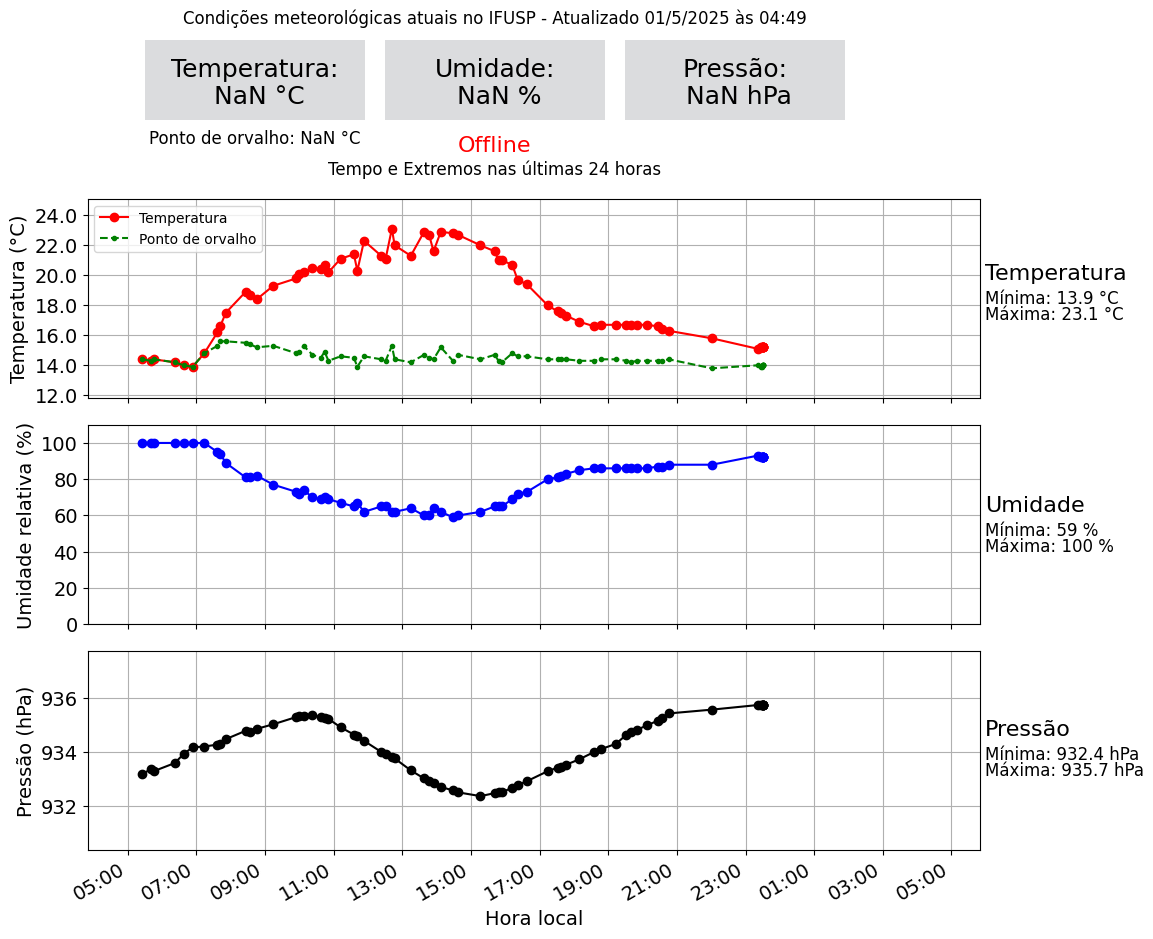 Condições meteorológicas atuais no IFUSP - Atualizado 01/5/2025 às 04:49
Temperatura:
NaN °C
Umidade:
NaN %
Pressão:
NaN hPa
Ponto de orvalho: NaN °C
Offline
Tempo e Extremos nas últimas 24 horas
Temperatura (°C)
24.0
22.0
20.0
18.0
16.0
14.0
12.0
Temperatura
Ponto de orvalho
Temperatura
Mínima: 13.9 °C
Máxima: 23.1 °C
Umidade relativa (%)
100
80
60
40
20
0
Umidade
Mínima: 59 %
Máxima: 100 %
Pressão (hPa)
936
934
932
Pressão
Mínima: 932.4 hPa
Máxima: 935.7 hPa
05:00
07:00
09:00
11:00
13:00
15:00
17:00
19:00
21:00
23:00
01:00
03:00
05:00
Hora local